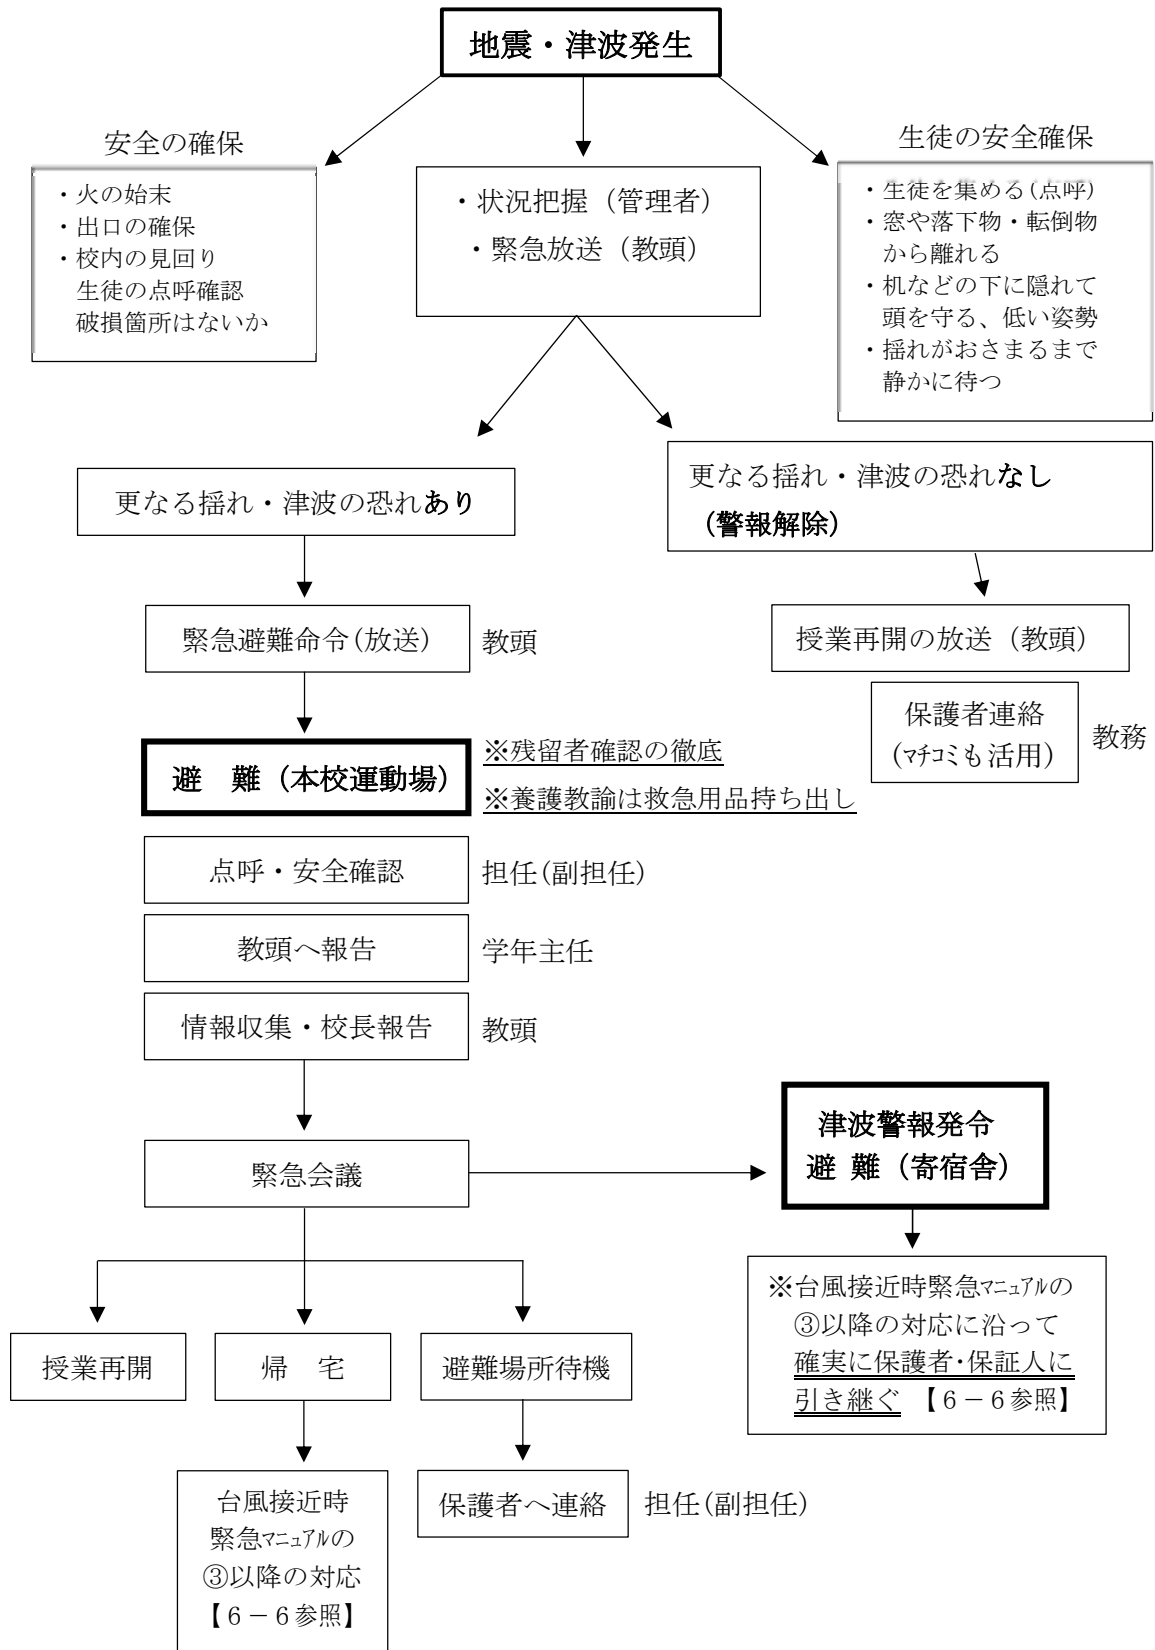 地震・津波発生
安全の確保
・火の始末
・出口の確保
・校内の見回り
生徒の点呼確認
破損箇所はないか
・状況把握（管理者）
・緊急放送（教頭）
生徒の安全確保
・生徒を集める(点呼)
・窓や落下物・転倒物
から離れる
・机などの下に隠れて
頭を守る、低い姿勢
・揺れがおさまるまで
静かに待つ
更なる揺れ・津波の恐れあり
更なる揺れ・津波の恐れなし
（警報解除）
緊急避難命令(放送)
教頭
授業再開の放送（教頭）
保護者連絡
(ﾏﾁｺﾐも活用)
教務
避　難（本校運動場）
※残留者確認の徹底
※養護教諭は救急用品持ち出し
点呼・安全確認
担任(副担任)
教頭へ報告
学年主任
情報収集・校長報告
教頭
緊急会議
津波警報発令
避 難（寄宿舎）
※台風接近時緊急ﾏﾆｭｱﾙの
③以降の対応に沿って
確実に保護者・保証人に
引き継ぐ 【６－６参照】
授業再開
帰　宅
避難場所待機
台風接近時
緊急ﾏﾆｭｱﾙの
③以降の対応
【６－６参照】
保護者へ連絡
担任(副担任)